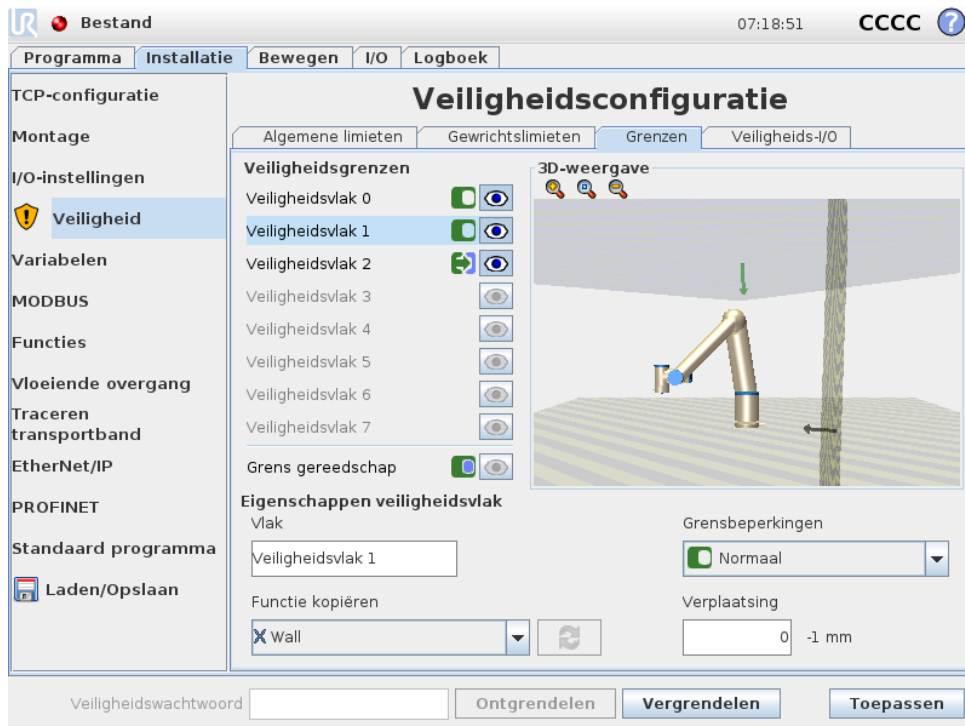 UR Bestand 07:18:51 CCCC ?
Programma Installatie Bewegen I/O Logboek
TCP-configuratie
Montage
I/O-instellingen
Veiligheid
Variabelen
MODBUS
Functies
Vloeiende overgang
Traceren
transportband
EtherNet/IP
PROFINET
Standaard programma
Laden/Opslaan
Veiligheidsconfiguratie
Algemene limieten Gewrichtslimieten Grenzen Veiligheids-I/O
Veiligheidsgrenzen
Veiligheidsvlak 0
Veiligheidsvlak 1
Veiligheidsvlak 2
Veiligheidsvlak 3
Veiligheidsvlak 4
Veiligheidsvlak 5
Veiligheidsvlak 6
Veiligheidsvlak 7
Grens gereedschap
3D-weergave
Eigenschappen veiligheidsvlak
Vlak
Veiligheidsvlak 1
Grensbeperkingen
Normaal
Functie kopiëren
Wall
Verplaatsing
0 -1 mm
Veiligheidswachtwoord Ontgrendelen Vergrendelen Toepassen